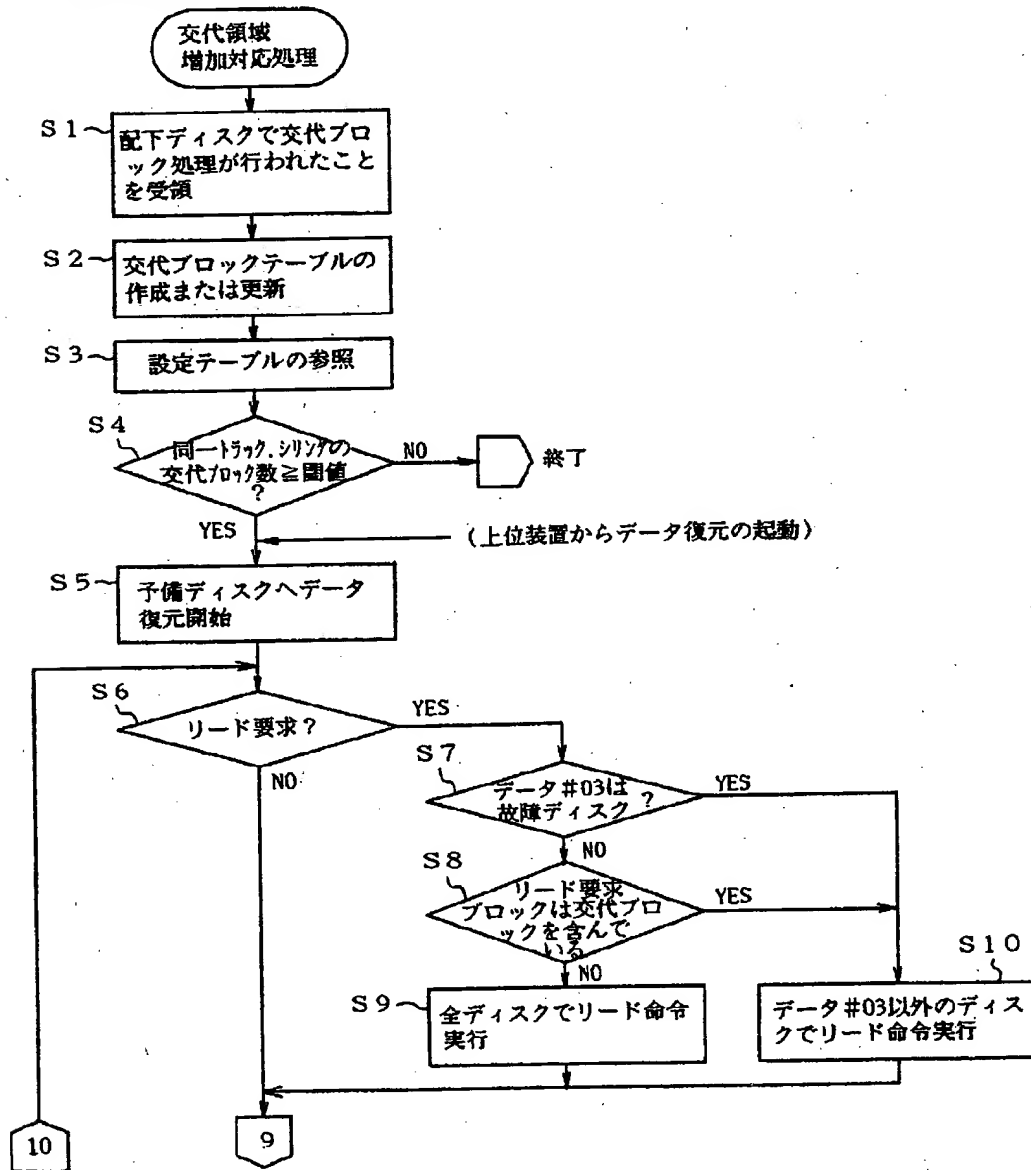 交代領域
増加対応処理
S1
配下ディスクで交代ブロ
ック処理が行われたこと
を受領
S2
交代ブロックテーブルの
作成または更新
S3
設定テーブルの参照
S4
同一トラック.シリンダの
交代ブロック数≧閾値
?
NO
終了
YES
(上位装置からデータ復元の起動)
S5
予備ディスクへデータ
復元開始
S6
リード要求?
YES
NO
S7
データ#03は
故障ディスク
?
YES
NO
S8
リード要求
ブロックは交代ブロ
ックを含んで
いる
YES
NO
S9
全ディスクでリード命令
実行
S10
データ#03以外のディス
クでリード命令実行
10
9